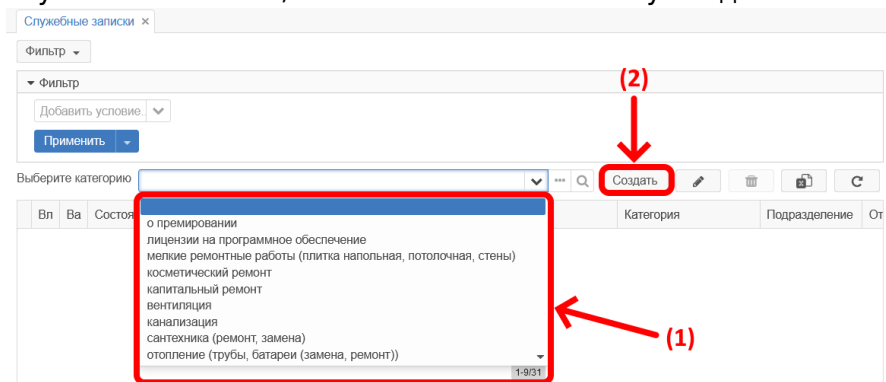 Служебные записки ×
Фильтр
Фильтр
(2)
Добавить условие.
Применить
Выберите категорию
Создать
Вл Ва Состоя Категория Подразделение От
о премировании
лицензии на программное обеспечение
мелкие ремонтные работы (плитка напольная, потолочная, стены)
косметический ремонт
капитальный ремонт
вентиляция
канализация
сантехника (ремонт, замена)
отопление (трубы, батареи (замена, ремонт))
(1)
1-9/31